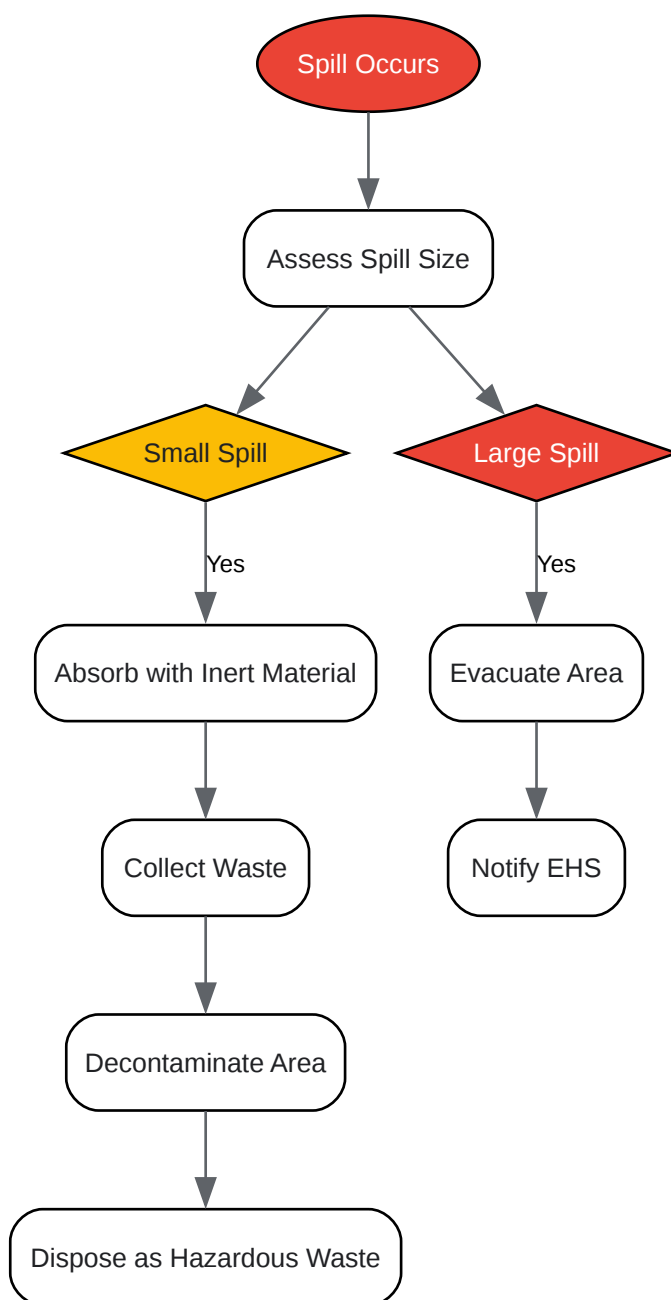 Spill Occurs
Assess Spill Size
Small Spill
Large Spill
Yes
Yes
Absorb with Inert Material
Evacuate Area
Collect Waste
Notify EHS
Decontaminate Area
Dispose as Hazardous Waste